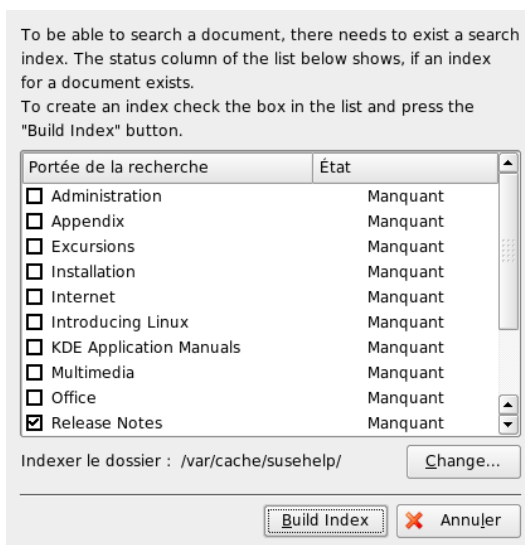 To be able to search a document, there needs to exist a search
index. The status column of the list below shows, if an index
for a document exists.
To create an index check the box in the list and press the
"Build Index" button.
Portée de la recherche État
Administration Manquant
Appendix Manquant
Excursions Manquant
Installation Manquant
Internet Manquant
Introducing Linux Manquant
KDE Application Manuals Manquant
Multimedia Manquant
Office Manquant
Release Notes Manquant
Indexer le dossier : /var/cache/susehelp/ Change...
Build Index Annuler